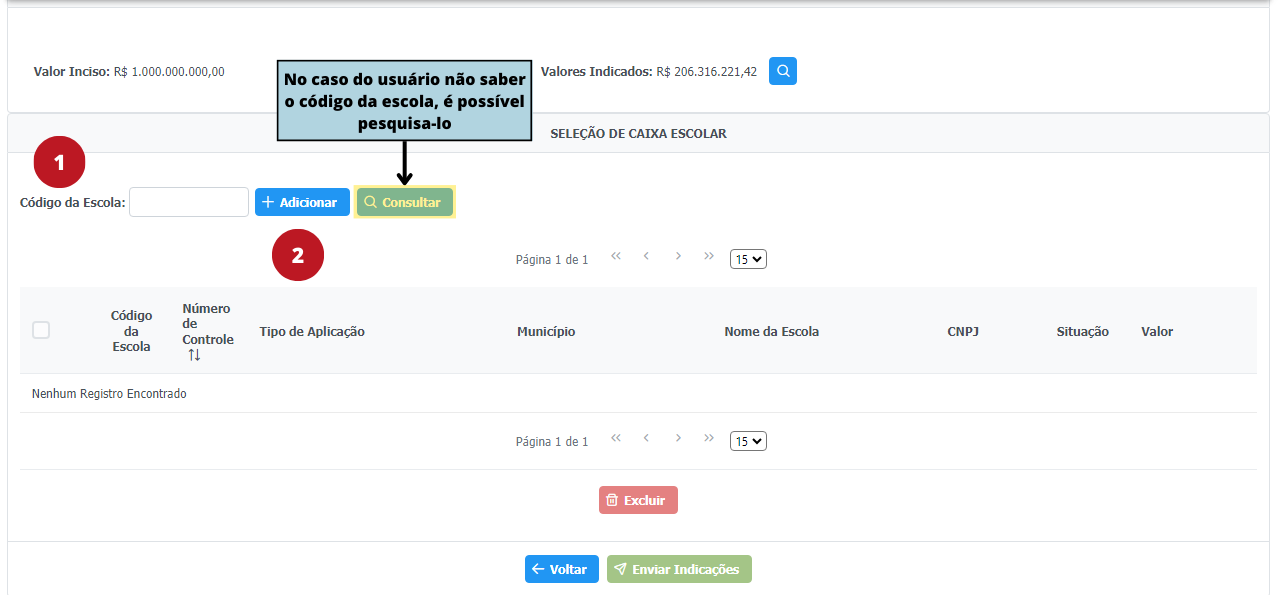 Valor Inciso: R$ 1.000.000.000,00
No caso do usuário não saber
o código da escola, é possível
pesquisa-lo
Valores Indicados: R$ 206.316.221,42
SELEÇÃO DE CAIXA ESCOLAR
1
Código da Escola:
Adicionar
Consultar
2
Página 1 de 1
15
Código
da
Escola
Número
de
Controle
Tipo de Aplicação
Município
Nome da Escola
CNPJ
Situação
Valor
Nenhum Registro Encontrado
Página 1 de 1
15
Excluir
Voltar
Enviar Indicações